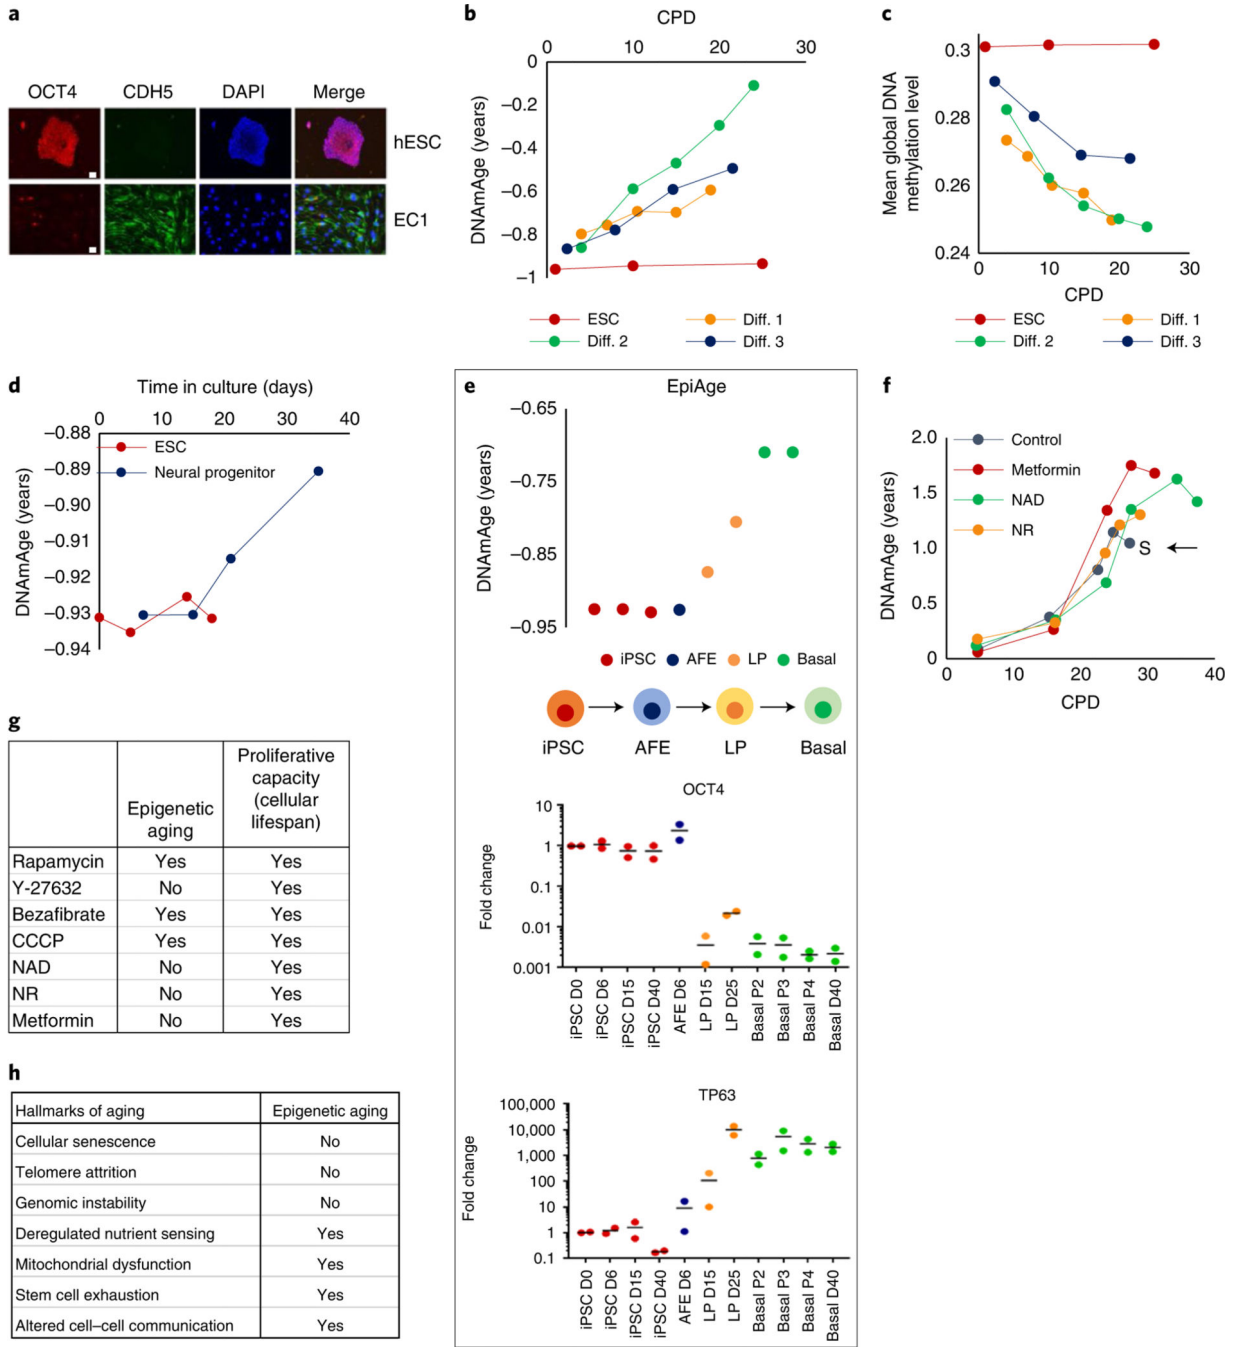 a
OCT4 CDH5 DAPI Merge
hESC
EC1
b
CPD
0 10 20 30
0
–0.2
–0.4
–0.6
–0.8
–1
DNAmAge (years)
ESC Diff. 1
Diff. 2 Diff. 3
c
0.3
0.28
0.26
0.24
Mean global DNA
methylation level
0 10 20 30
CPD
ESC Diff. 1
Diff. 2 Diff. 3
d
Time in culture (days)
0 10 20 30 40
–0.88
–0.89
–0.90
–0.91
–0.92
–0.93
–0.94
DNAmAge (years)
ESC
Neural progenitor
e
EpiAge
–0.65
–0.75
–0.85
–0.95
DNAmAge (years)
iPSC AFE LP Basal
iPSC AFE LP Basal
OCT4
10
1
0.1
0.01
0.001
Fold change
iPSC D0
iPSC D6
iPSC D15
iPSC D40
AFE D6
LP D15
LP D25
Basal P2
Basal P3
Basal P4
Basal D40
TP63
100,000
10,000
1,000
100
10
1
0.1
Fold change
iPSC D0
iPSC D6
iPSC D15
iPSC D40
AFE D6
LP D15
LP D25
Basal P2
Basal P3
Basal P4
Basal D40
f
2.0
1.5
1.0
0.5
0
DNAmAge (years)
Control
Metformin
NAD
NR
S
0 10 20 30 40
CPD
g
Epigenetic
aging
Proliferative
capacity
(cellular
lifespan)
Rapamycin Yes Yes
Y-27632 No Yes
Bezafibrate Yes Yes
CCCP Yes Yes
NAD No Yes
NR No Yes
Metformin No Yes
h
Hallmarks of aging Epigenetic aging
Cellular senescence No
Telomere attrition No
Genomic instability No
Deregulated nutrient sensing Yes
Mitochondrial dysfunction Yes
Stem cell exhaustion Yes
Altered cell–cell communication Yes